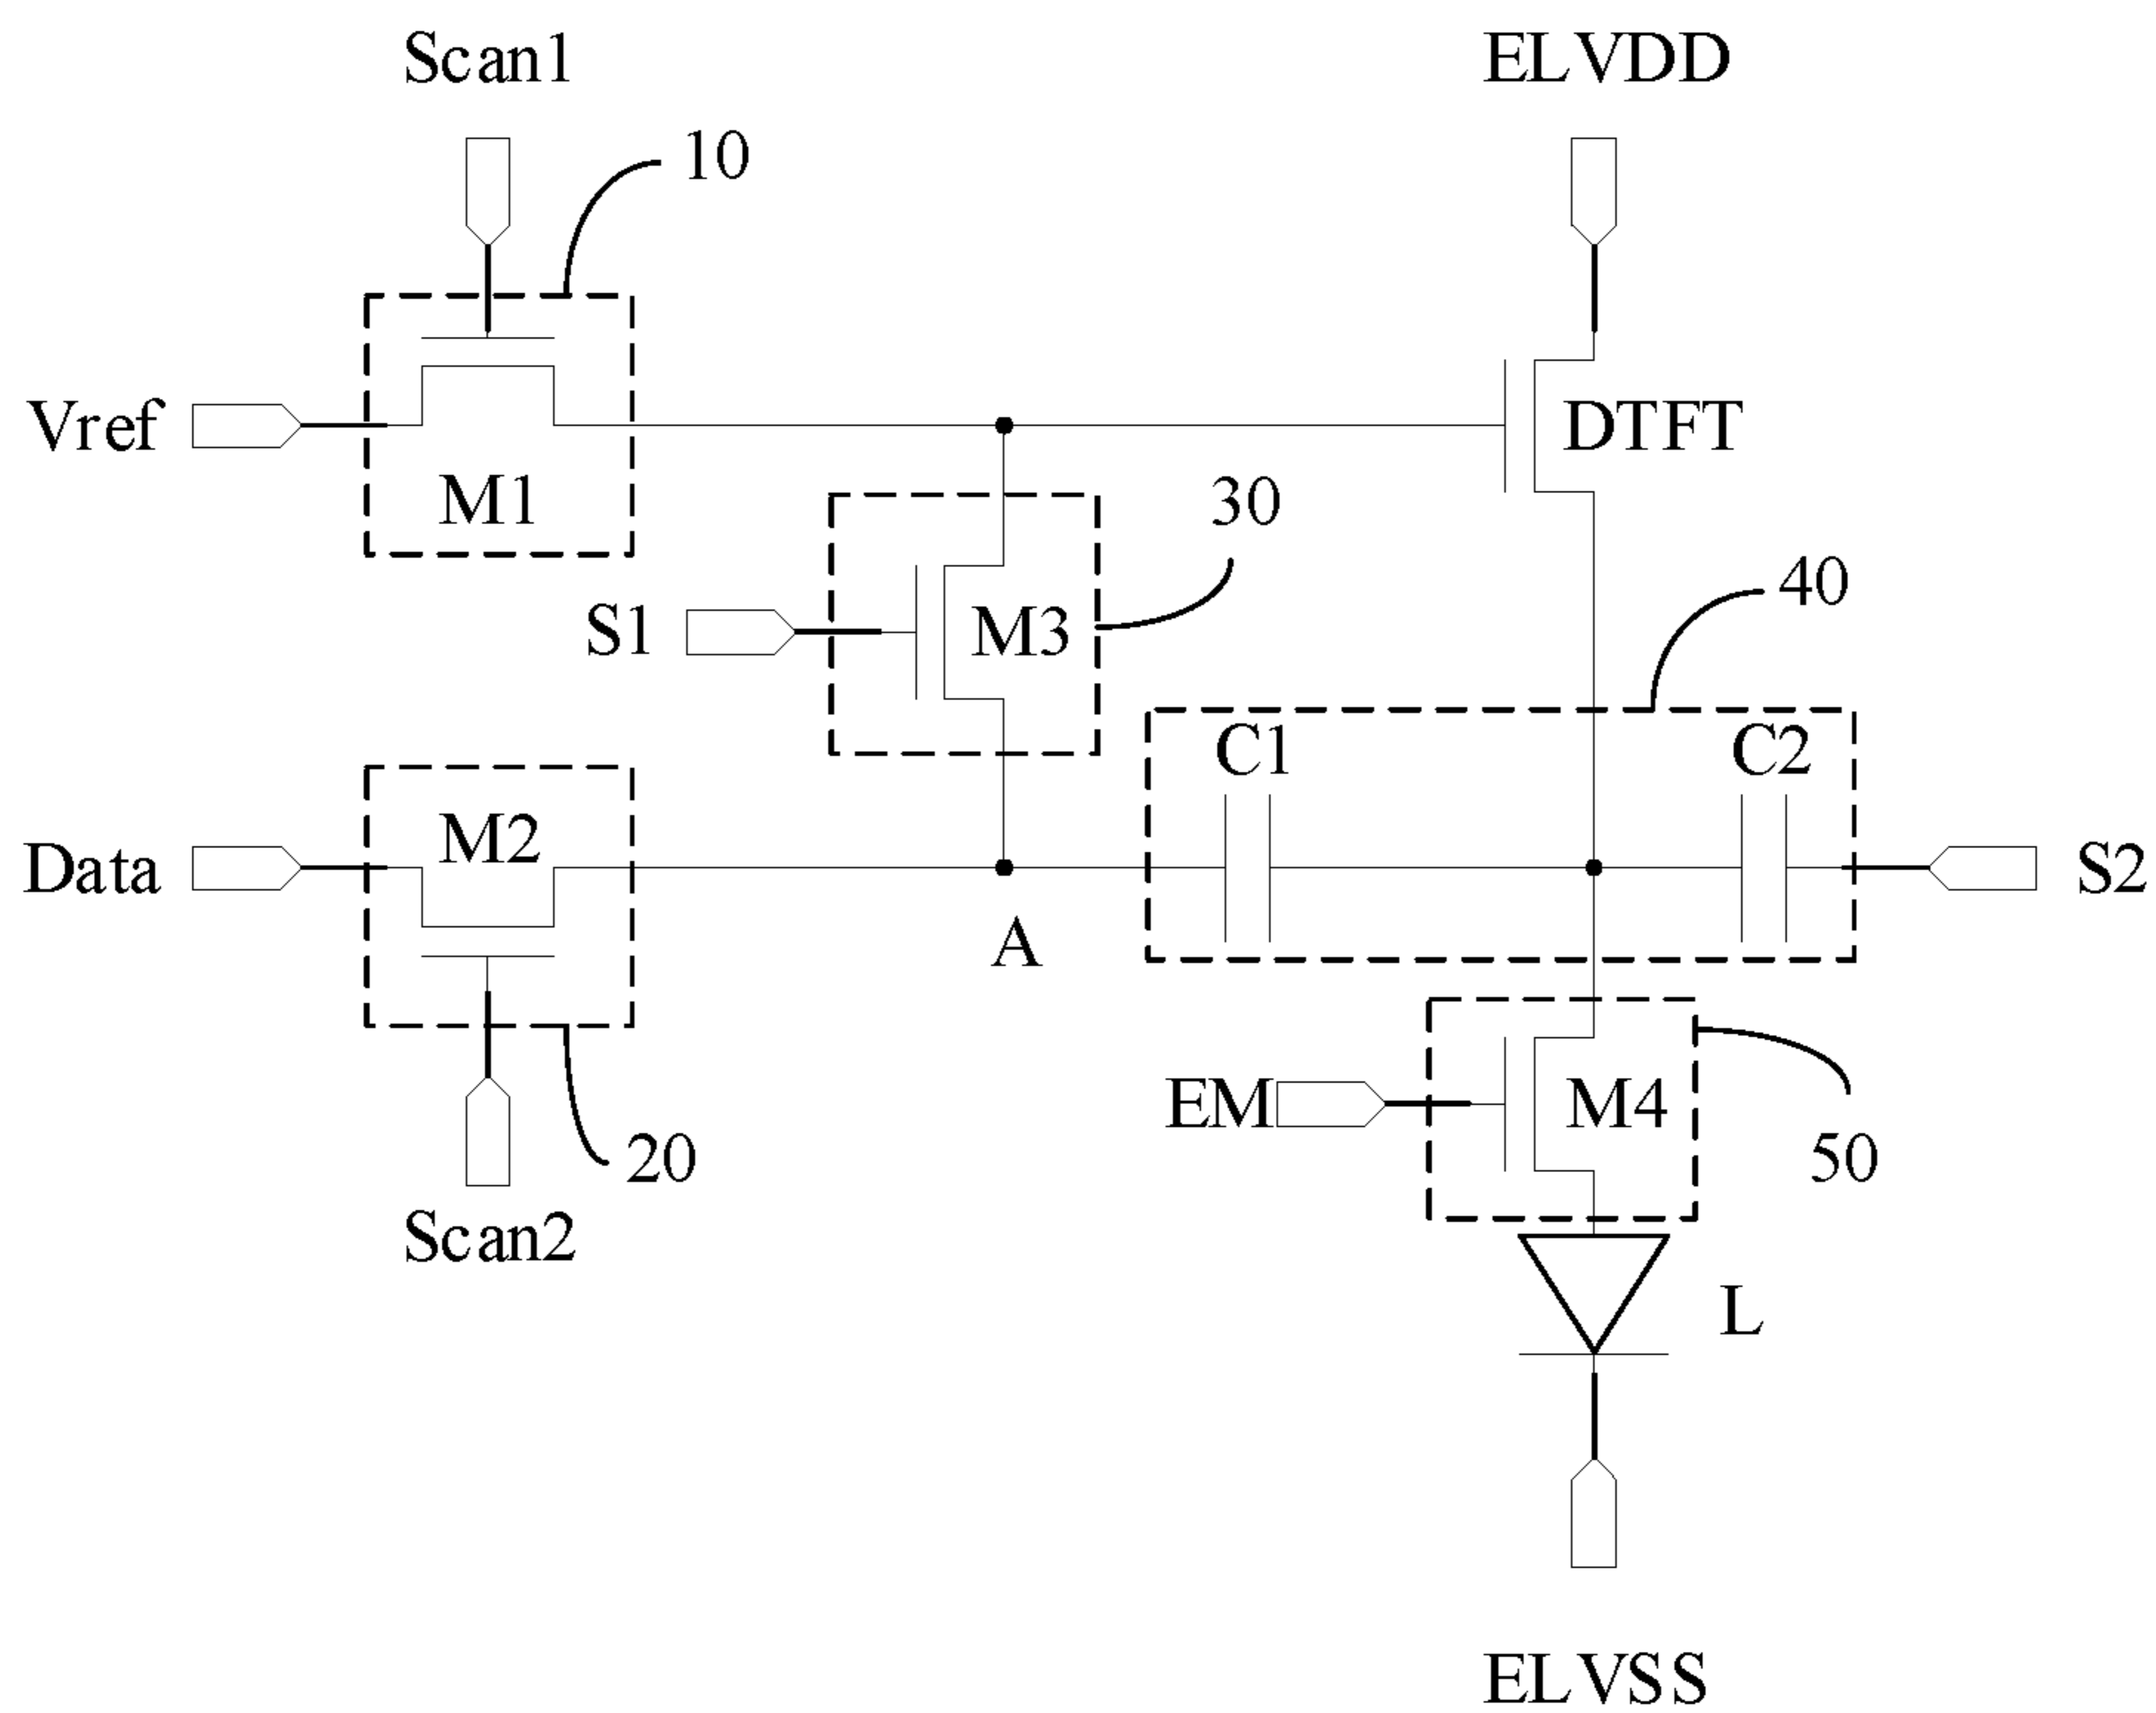 Scan1
ELVDD
10
Vref
DTFT
M1
30
S1
M3
40
C1
C2
Data
M2
S2
A
EM
M4
20
50
Scan2
L
ELVSS